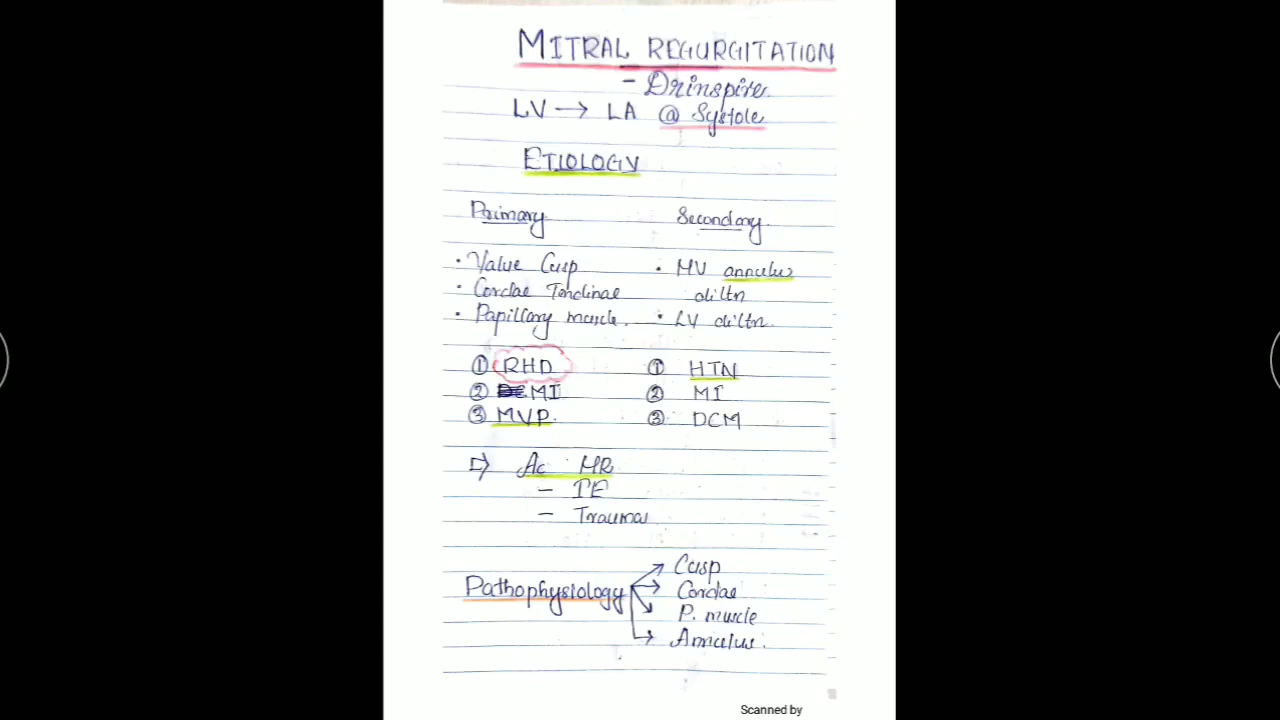 MITRAL REGURGITATION
- Drinspire
LV → LA @ Systole
ETIOLOGY
Primary Secondary.
· Valve Cusp · MV annulus
· Cordae Tendinae diltn
· Papillary muscle. · LV diltn.
① RHD ① HTN
② MI ② MI
③ MVP. ③ DCM
⇒ Ac MR
- IE
- Trauma
Pathophysiology Cusp
Cordae
P. muscle
Annulus.
Scanned by